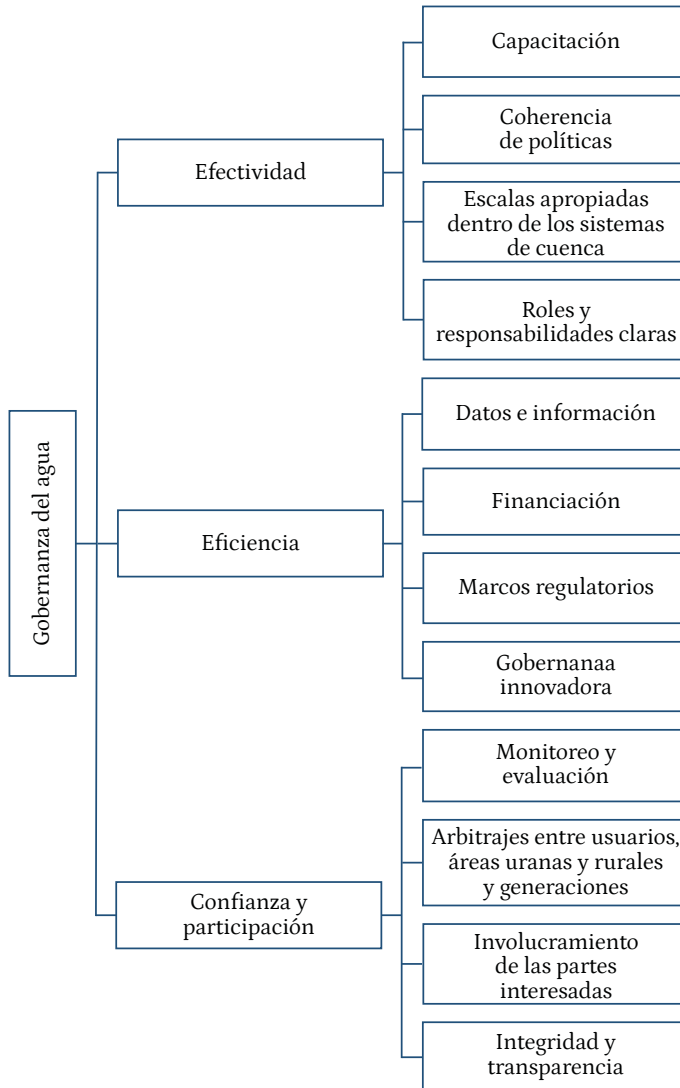 Gobernanza del agua
Efectividad
Capacitación
Coherencia
de políticas
Escalas apropiadas
dentro de los sistemas
de cuenca
Roles y
responsabilidades claras
Eficiencia
Datos e información
Financiación
Marcos regulatorios
Gobernanaa
innovadora
Confianza y
participación
Monitoreo y
evaluación
Arbitrajes entre usuarios,
áreas uranas y rurales
y generaciones
Involucramiento
de las partes
interesadas
Integridad y
transparencia